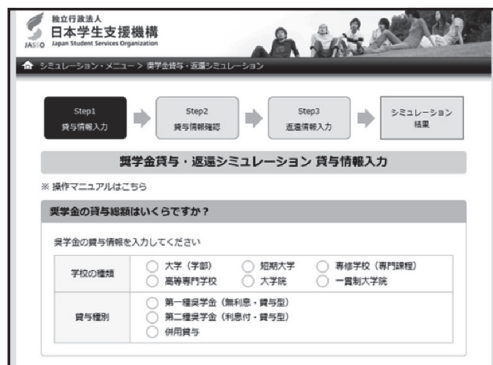 独立行政法人
日本学生支援機構
JASSO Japan Student Services Organization
シミュレーション・メニュー > 奨学金貸与・返還シミュレーション
Step1
貸与情報入力
Step2
貸与情報確認
Step3
返還情報入力
シミュレーション
結果
奨学金貸与・返還シミュレーション 貸与情報入力
※ 操作マニュアルはこちら
奨学金の貸与総額はいくらですか？
奨学金の貸与情報を入力してください
学校の種類
大学（学部） 短期大学 専修学校（専門課程）
高等専門学校 大学院 一貫制大学院
貸与種別
第一種奨学金（無利息・貸与型）
第二種奨学金（利息付・貸与型）
併用貸与